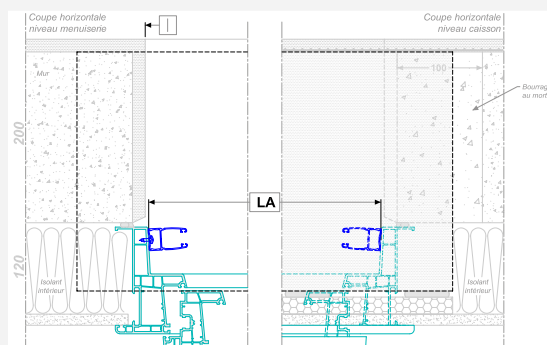 Coupe horizontale
niveau menuiserie
I
Coupe horizontale
niveau caisson
Mur
100
Bourrag
au mort
200
LA
120
Isolant
intérieur
Isolant
intérieur